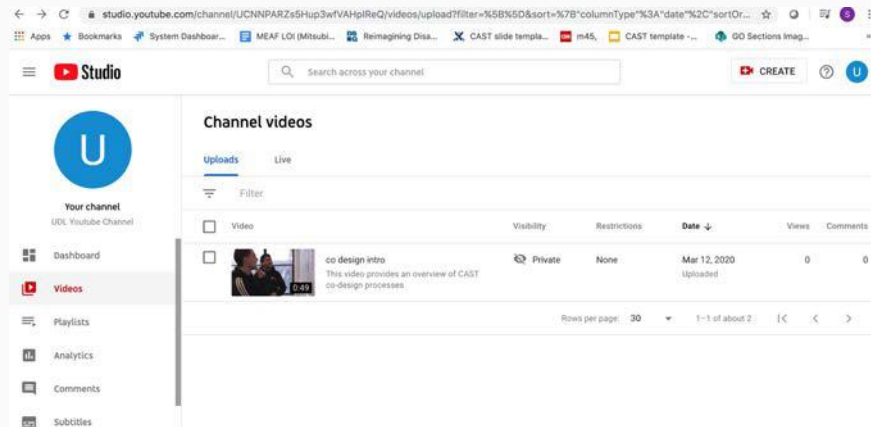 studio.youtube.com/channel/UCNNPARZs5Hup3wfVAHpIReQ/videos/upload?filter=%5B%5D&sort=%7B"columnType"%3A"date"%2C"sortOr...
S
Apps Bookmarks System Dashboar... MEAF LOI (Mitsubi... Reimagining Disa... CAST slide templa... m45, CAST template -... GO Sections Imag...
Studio
Search across your channel
CREATE
U
U
Channel videos
Uploads Live
Filter
Your channel
UDL Youtube Channel
Video Visibility Restrictions Date ↓ Views Comments
Dashboard
co design intro Private None Mar 12, 2020 0 0
This video provides an overview of CAST Uploaded
co-design processes
0:49
Videos
Rows per page: 30 1–1 of about 2
Playlists
Analytics
Comments
Subtitles